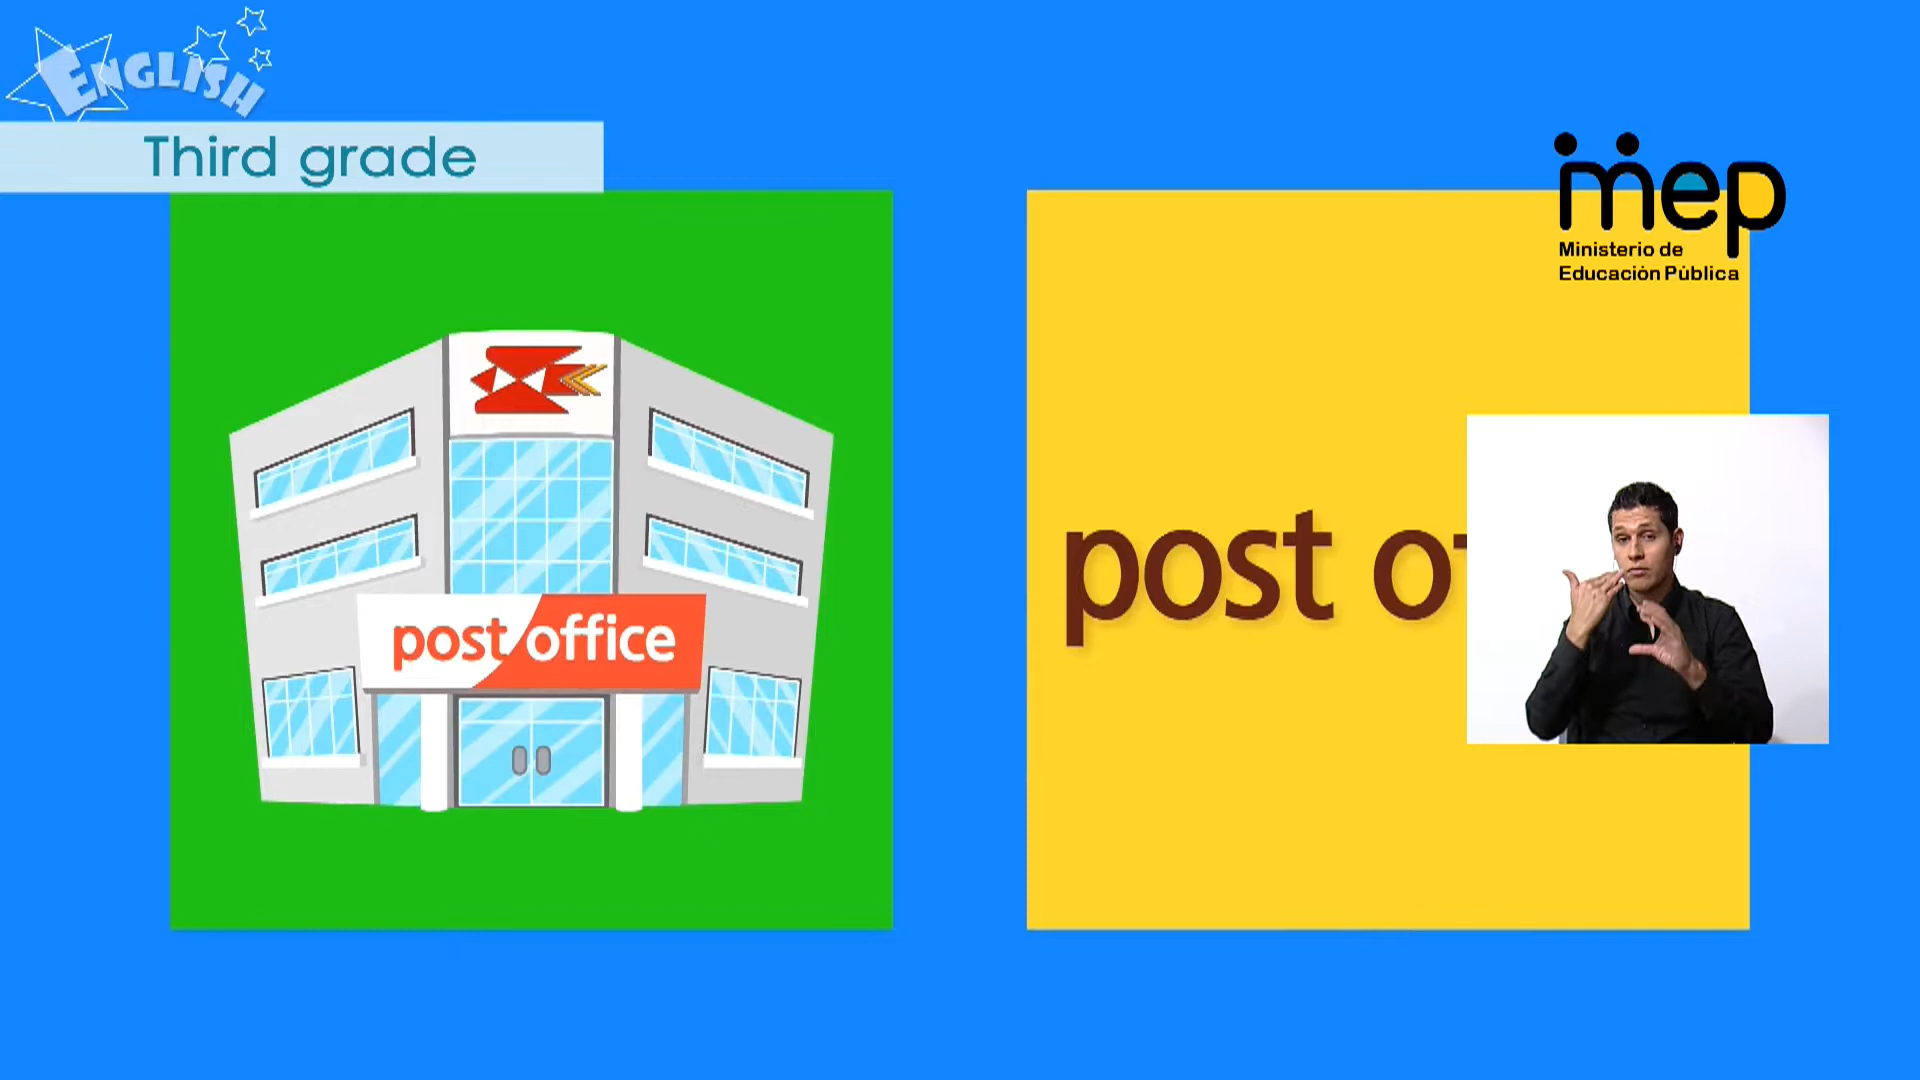 ENGLISH
Third grade
mep
Ministerio de
Educación Pública
post office
post of